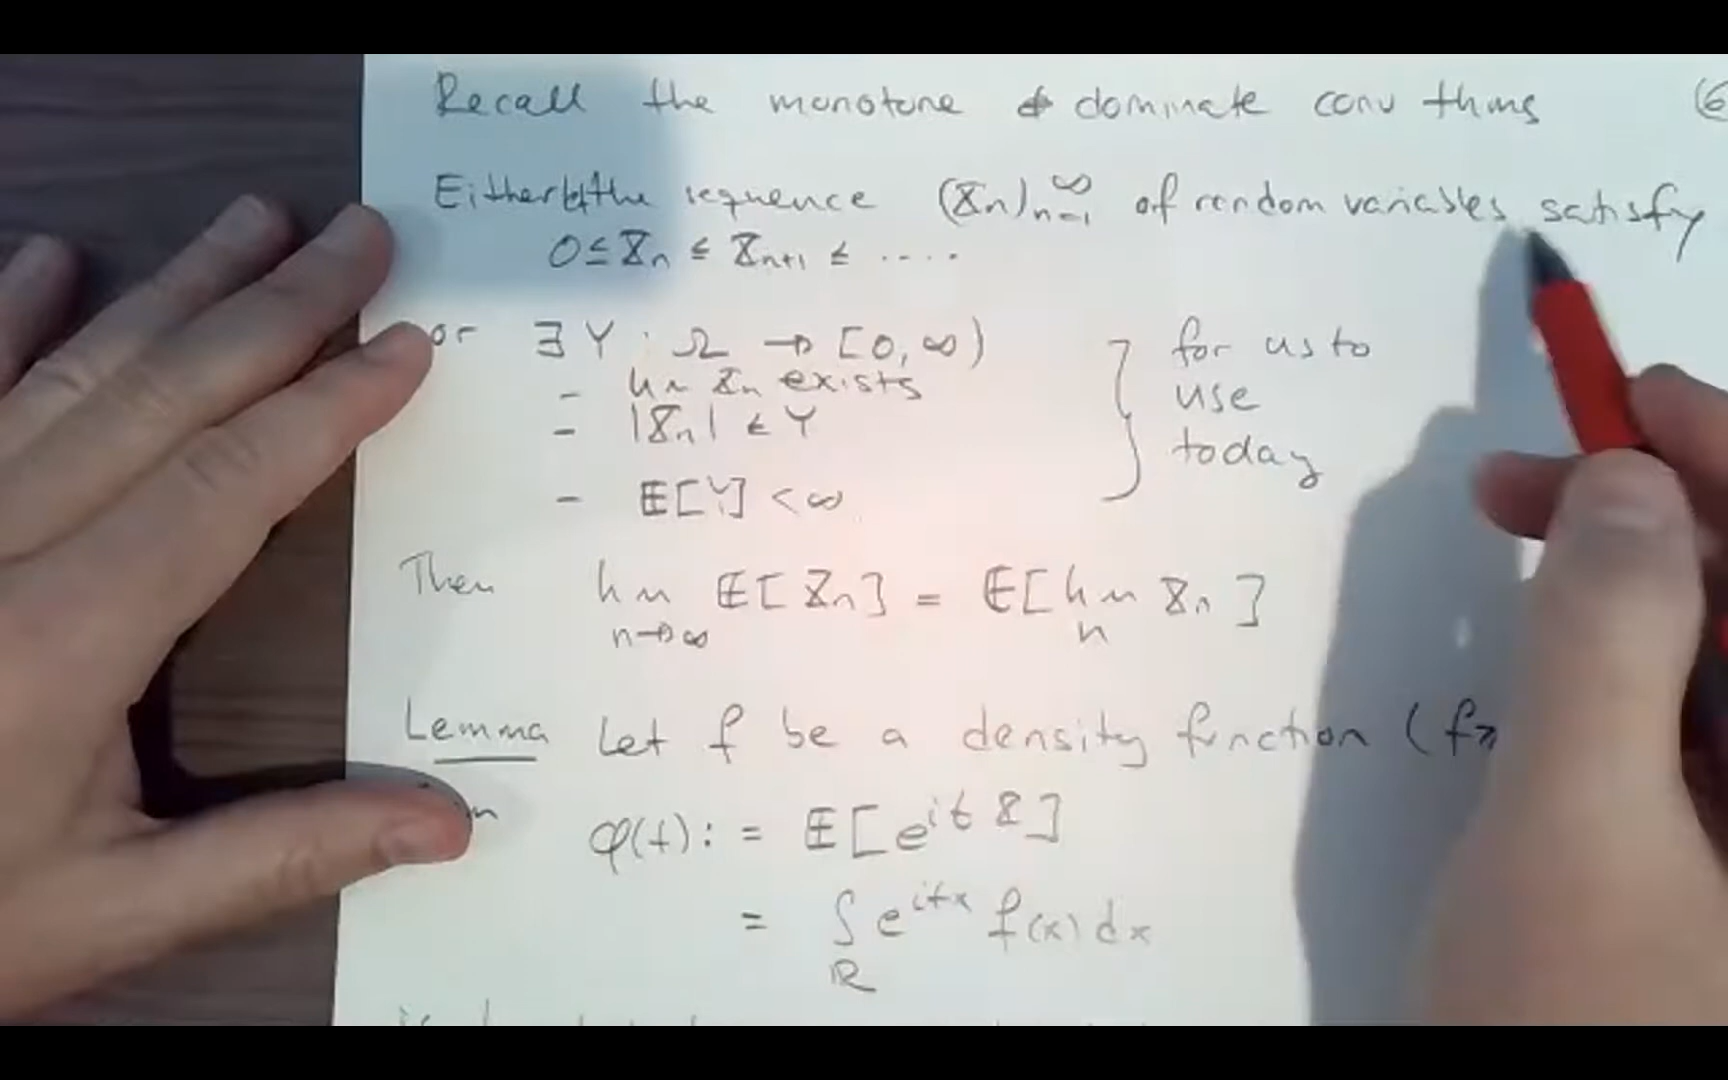 Recall the monotone & dominate conv thms (6
Either the sequence (X_n)_{n=1}^∞ of random variables satisfy
0 ≤ X_n ≤ X_{n+1} ≤ ....
or ∃ Y : Ω → [0, ∞)
- lim X_n exists
- |X_n| ≤ Y
- E[Y] < ∞
} for us to
use
today
Then lim_{n→∞} E[X_n] = E[lim_n X_n]
Lemma Let f be a density function (f
φ(t) := E[e^{itX}]
= ∫_R e^{itx} f(x) dx